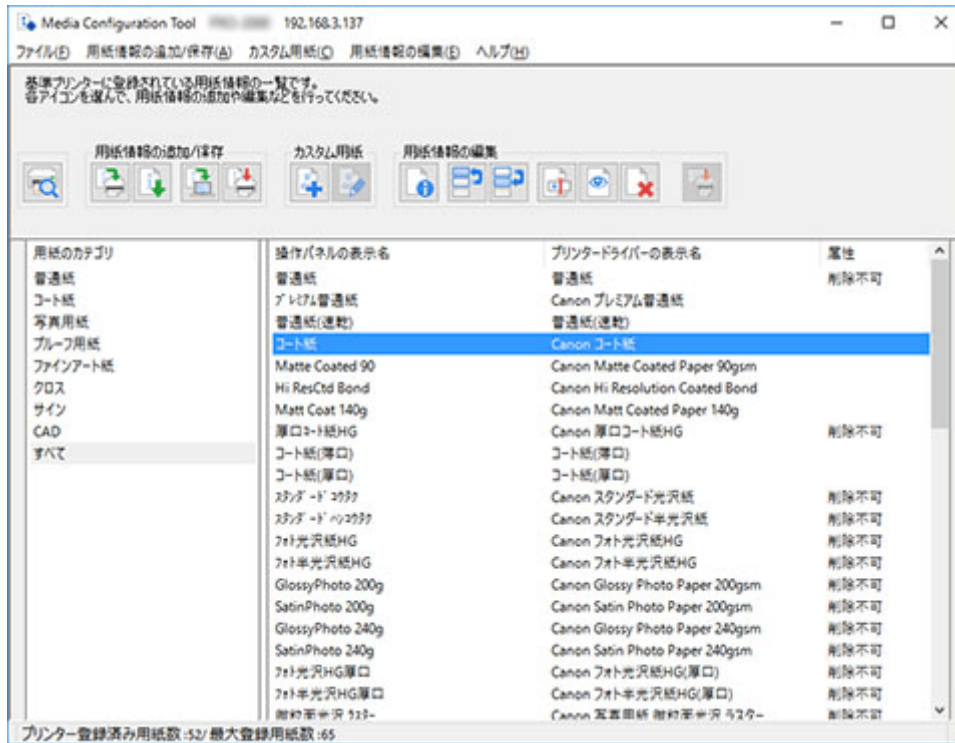 Media Configuration Tool 192.168.3.137
ファイル(F) 用紙情報の追加/保存(A) カスタム用紙(C) 用紙情報の編集(E) ヘルプ(H)
基準プリンターに登録されている用紙情報の一覧です。
各アイコンを選んで、用紙情報の追加や編集などを行ってください。
用紙情報の追加/保存 カスタム用紙 用紙情報の編集
用紙のカテゴリ
普通紙
コート紙
写真用紙
プルーフ用紙
ファインアート紙
クロス
サイン
CAD
すべて
操作パネルの表示名 プリンタードライバーの表示名 属性
普通紙 普通紙 削除不可
プレミアム普通紙 Canon プレミアム普通紙
普通紙(速乾) 普通紙(速乾)
コート紙 Canon コート紙
Matte Coated 90 Canon Matte Coated Paper 90gsm
Hi ResCtd Bond Canon Hi Resolution Coated Bond
Matt Coat 140g Canon Matt Coated Paper 140g
厚口コート紙HG Canon 厚口コート紙HG 削除不可
コート紙(薄口) コート紙(薄口)
コート紙(厚口) コート紙(厚口)
スタンダードコウタク Canon スタンダード光沢紙 削除不可
スタンダードハンコウタク Canon スタンダード半光沢紙 削除不可
フォト光沢紙HG Canon フォト光沢紙HG 削除不可
フォト半光沢紙HG Canon フォト半光沢紙HG 削除不可
GlossyPhoto 200g Canon Glossy Photo Paper 200gsm 削除不可
SatinPhoto 200g Canon Satin Photo Paper 200gsm 削除不可
GlossyPhoto 240g Canon Glossy Photo Paper 240gsm 削除不可
SatinPhoto 240g Canon Satin Photo Paper 240gsm 削除不可
フォト光沢HG厚口 Canon フォト光沢紙HG(厚口) 削除不可
フォト半光沢HG厚口 Canon フォト半光沢紙HG(厚口) 削除不可
微粒面光沢 ラスター Canon 写真用紙 微粒面光沢 ラスター 削除不可
プリンター登録済み用紙数 :52/ 最大登録用紙数 :65